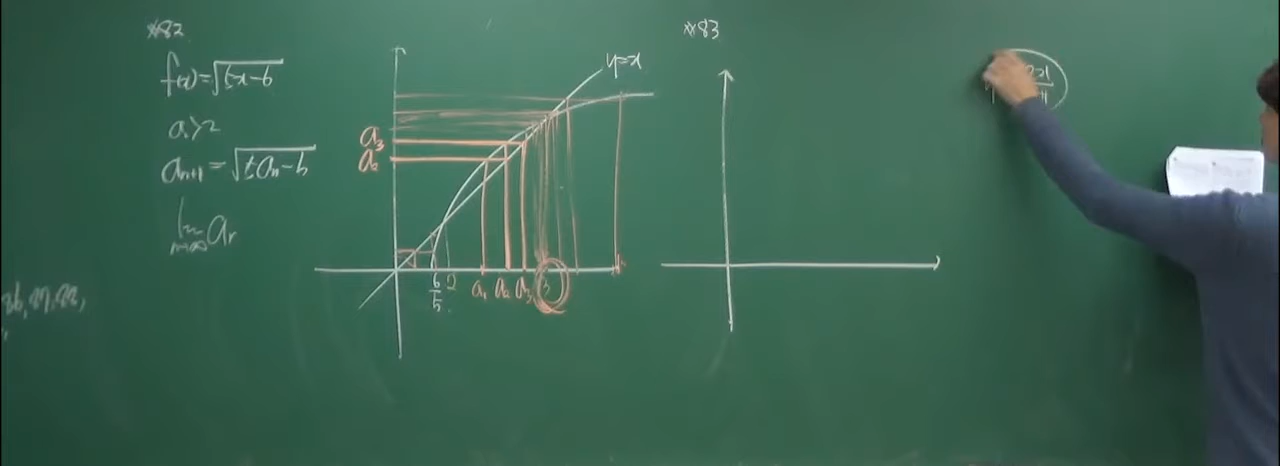 ※82
f(x)=√5x-6
a₁>2
aₙ₊₁=√5aₙ-6
lim aₙ
n→∞
y=x
a₃
a₂
6/5
2
a₁
a₂
a₃
3
※83